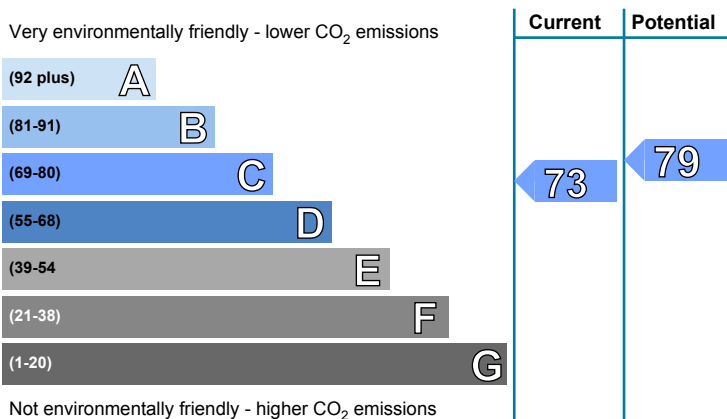 Current Potential
Very environmentally friendly - lower CO2 emissions
(92 plus) A
(81-91) B
(69-80) C
73 79
(55-68) D
(39-54 E
(21-38) F
(1-20) G
Not environmentally friendly - higher CO2 emissions